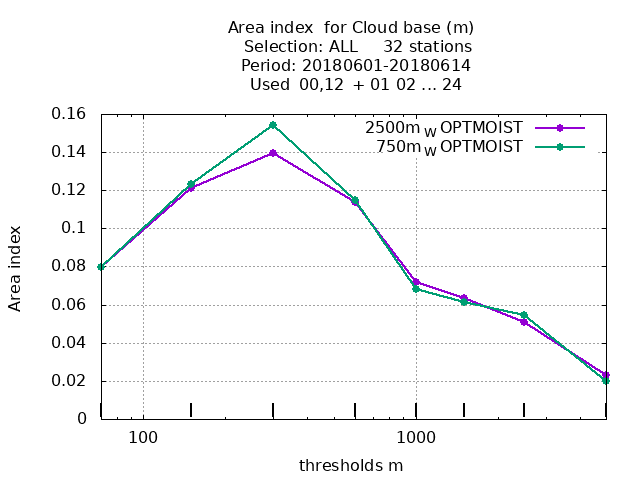 Area index  for Cloud base (m)
Selection: ALL     32 stations
Period: 20180601-20180614
Used  00,12  + 01 02 ... 24
2500m W OPTMOIST
750m W OPTMOIST
0.16
0.14
0.12
0.1
0.08
0.06
0.04
0.02
0
Area index
100
1000
thresholds m